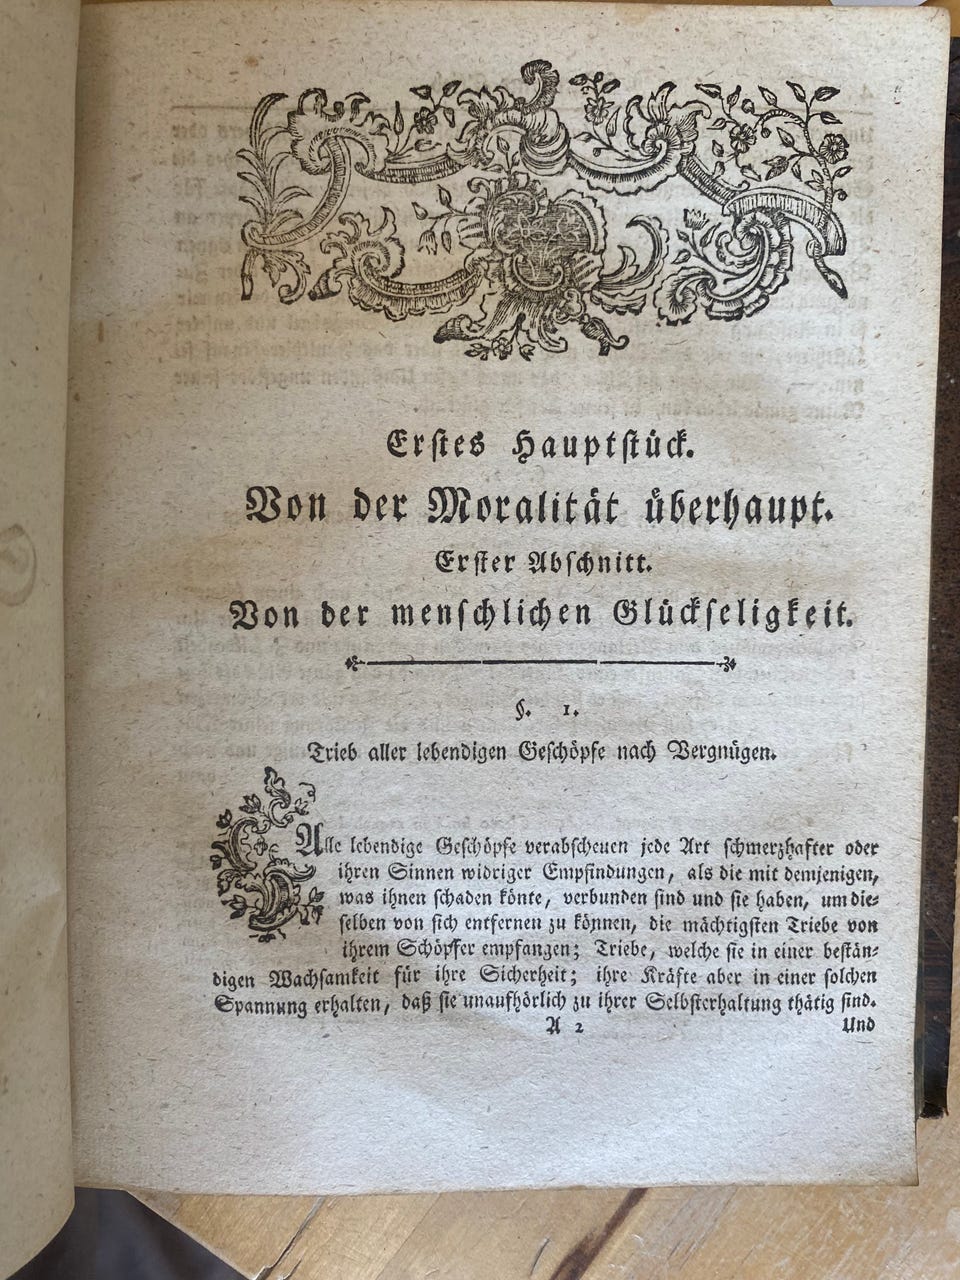 Erstes Hauptstück.
Von der Moralität überhaupt.
Erster Abschnitt.
Von der menschlichen Glückseligkeit.
§. 1.
Trieb aller lebendigen Geschöpfe nach Vergnügen.
Alle lebendige Geschöpfe verabscheuen jede Art schmerzhafter oder
ihren Sinnen widriger Empfindungen, als die mit demjenigen,
was ihnen schaden könte, verbunden sind und sie haben, um die-
selben von sich entfernen zu können, die mächtigsten Triebe von
ihrem Schöpfer empfangen; Triebe, welche sie in einer bestän-
digen Wachsamkeit für ihre Sicherheit; ihre Kräfte aber in einer solchen
Spannung erhalten, daß sie unaufhörlich zu ihrer Selbsterhaltung thätig sind.
A 2 Und